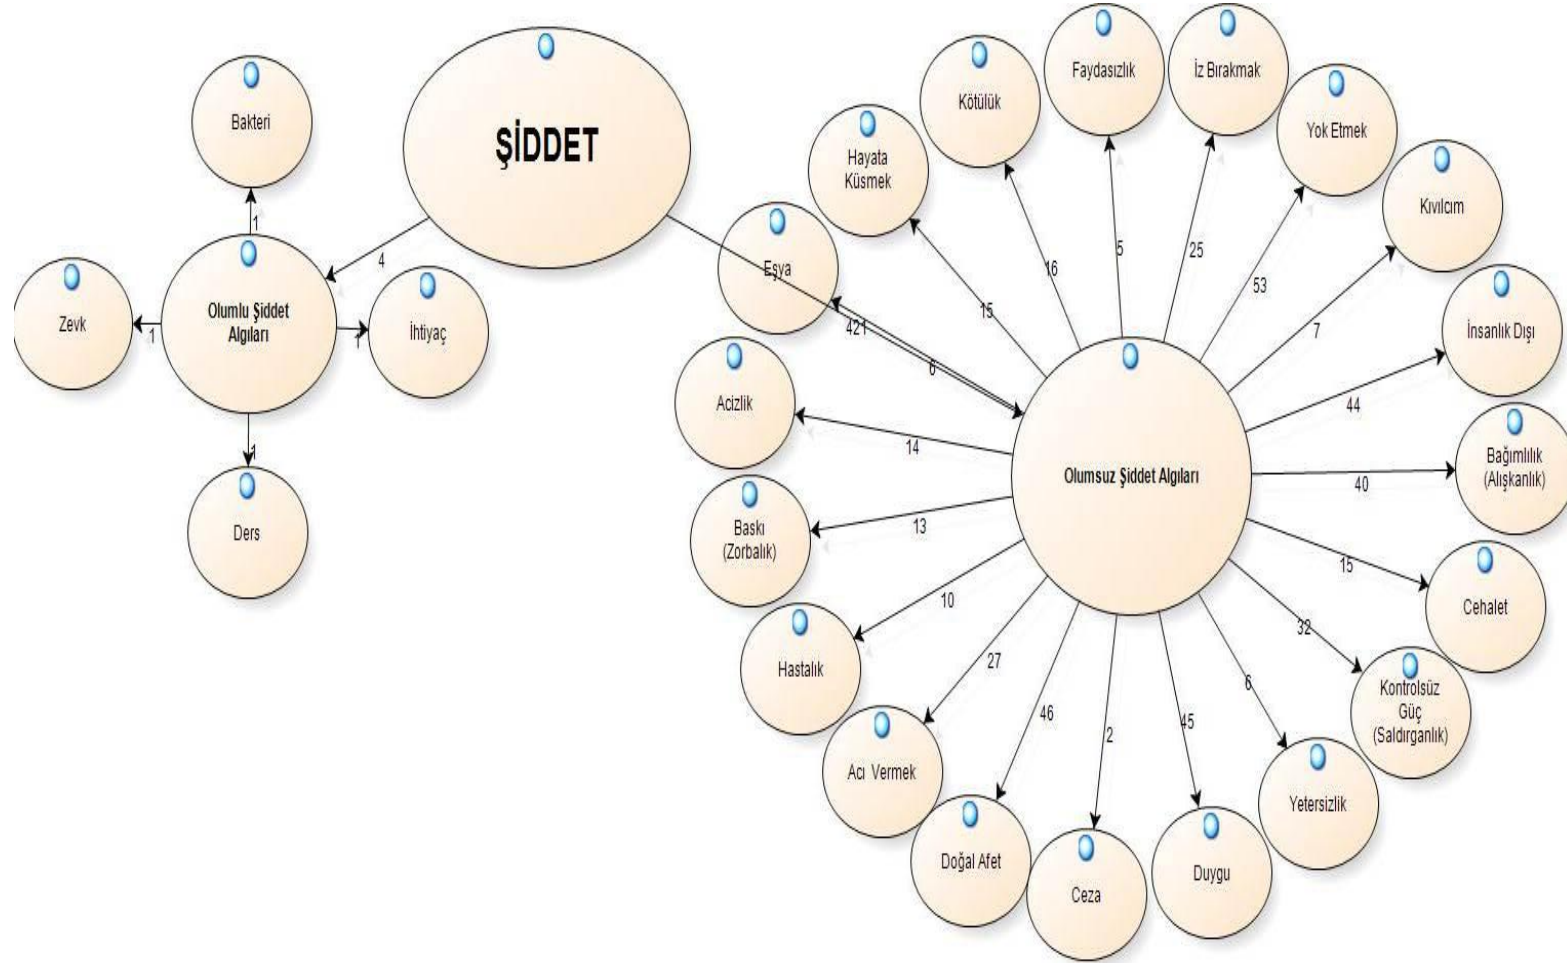 ŞİDDET
4
421
Olumlu Şiddet
Algıları
1
Bakteri
1
Zevk
1
İhtiyaç
1
Ders
Olumsuz Şiddet Algıları
6
Eşya
15
Hayata
Küsmek
16
Kötülük
5
Faydasızlık
25
İz Bırakmak
53
Yok Etmek
7
Kıvılcım
44
İnsanlık Dışı
40
Bağımlılık
(Alışkanlık)
15
Cehalet
32
Kontrolsüz
Güç
(Saldırganlık)
6
Yetersizlik
45
Duygu
2
Ceza
46
Doğal Afet
27
Acı Vermek
10
Hastalık
13
Baskı
(Zorbalık)
14
Acizlik